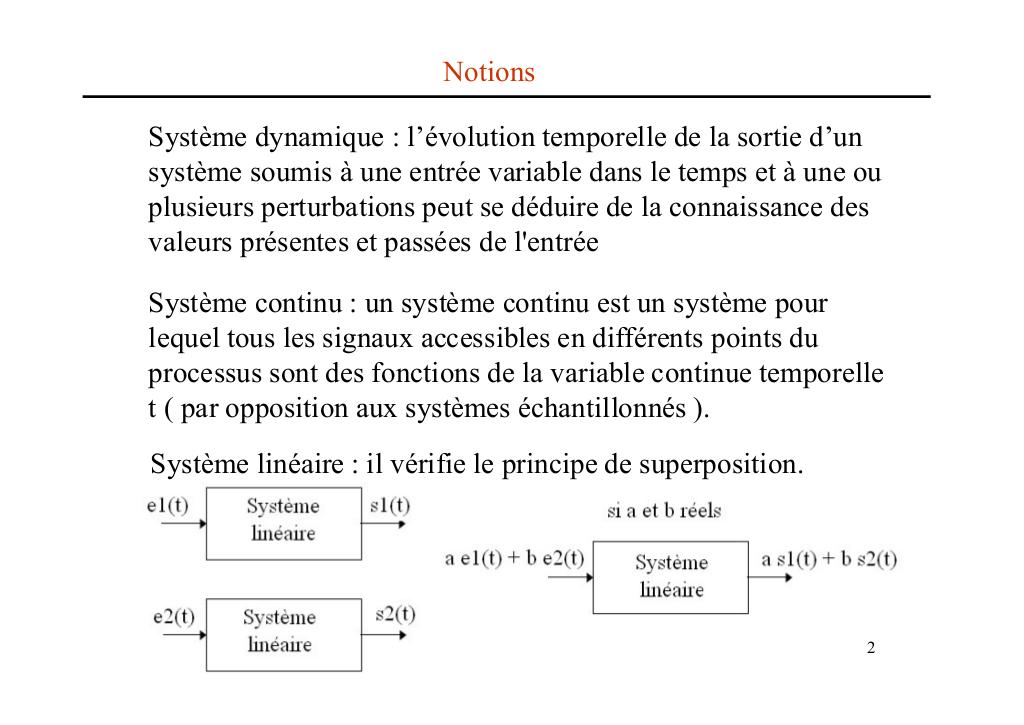 Notions
Système dynamique : l’évolution temporelle de la sortie d’un
système soumis à une entrée variable dans le temps et à une ou
plusieurs perturbations peut se déduire de la connaissance des
valeurs présentes et passées de l'entrée
Système continu : un système continu est un système pour
lequel tous les signaux accessibles en différents points du
processus sont des fonctions de la variable continue temporelle
t ( par opposition aux systèmes échantillonnés ).
Système linéaire : il vérifie le principe de superposition.
e1(t)
Système
linéaire
s1(t)
e2(t)
Système
linéaire
s2(t)
si a et b réels
a e1(t) + b e2(t)
Système
linéaire
a s1(t) + b s2(t)
2